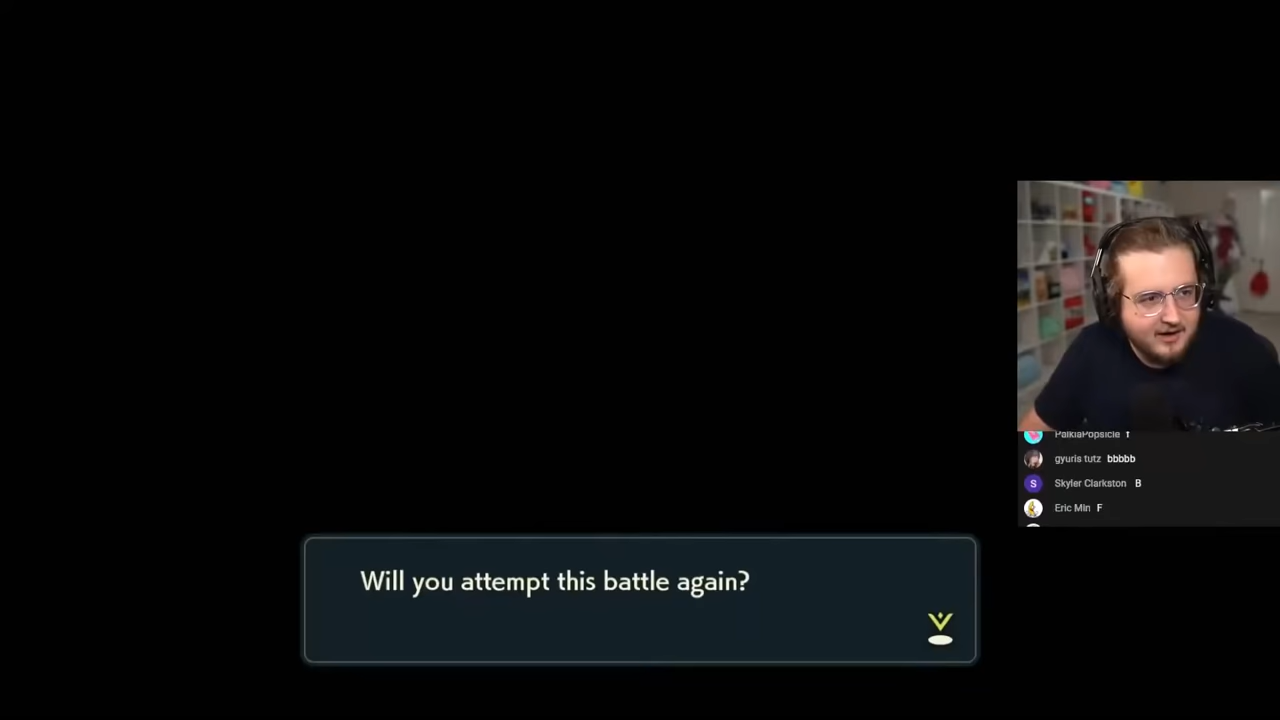 PalkiaPopsicle f
gyuris tutz bbbbb
S Skyler Clarkston B
Eric Min F
Will you attempt this battle again?